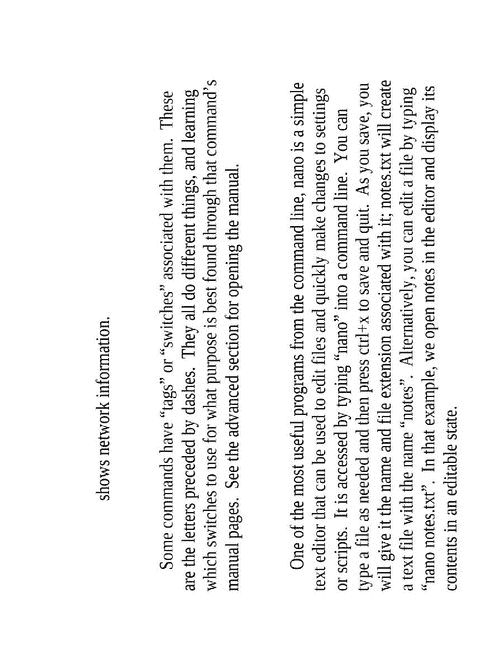 shows network information.
Some commands have “tags” or “switches” associated with them.  These
are the letters preceded by dashes.  They all do different things, and learning
which switches to use for what purpose is best found through that command’s
manual pages.  See the advanced section for opening the manual.
One of the most useful programs from the command line, nano is a simple
text editor that can be used to edit files and quickly make changes to settings
or scripts.  It is accessed by typing “nano” into a command line.  You can
type a file as needed and then press ctrl+x to save and quit.  As you save, you
will give it the name and file extension associated with it; notes.txt will create
a text file with the name “notes”.  Alternatively, you can edit a file by typing
“nano notes.txt”.  In that example, we open notes in the editor and display its
contents in an editable state.